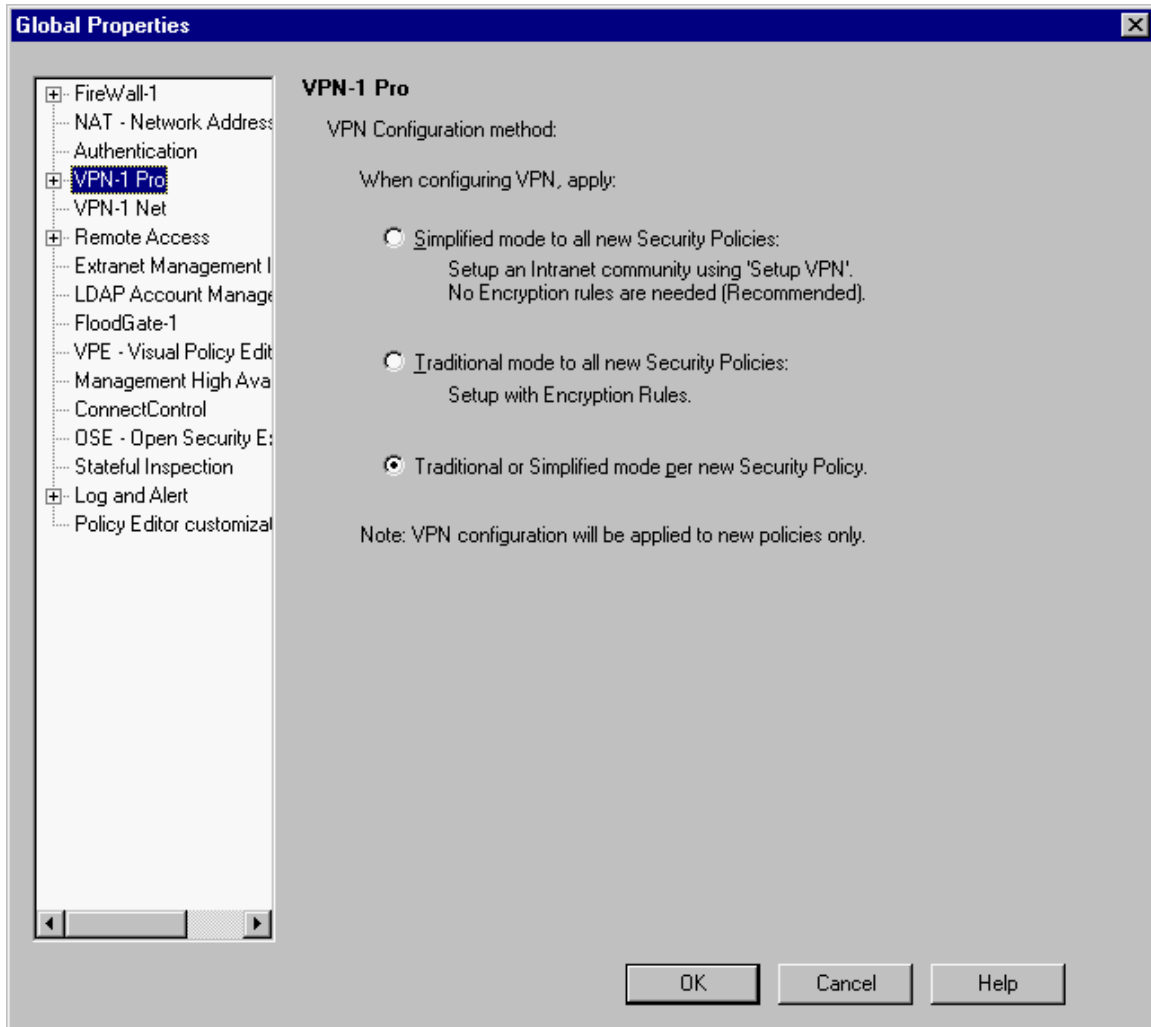 Global Properties
FireWall-1
NAT - Network Address
Authentication
VPN-1 Pro
VPN-1 Net
Remote Access
Extranet Management I
LDAP Account Manage
FloodGate-1
VPE - Visual Policy Edit
Management High Ava
ConnectControl
OSE - Open Security E
Stateful Inspection
Log and Alert
Policy Editor customizat
VPN-1 Pro
VPN Configuration method:
When configuring VPN, apply:
Simplified mode to all new Security Policies:
Setup an Intranet community using 'Setup VPN'.
No Encryption rules are needed (Recommended).
Traditional mode to all new Security Policies:
Setup with Encryption Rules.
Traditional or Simplified mode per new Security Policy.
Note: VPN configuration will be applied to new policies only.
OK
Cancel
Help